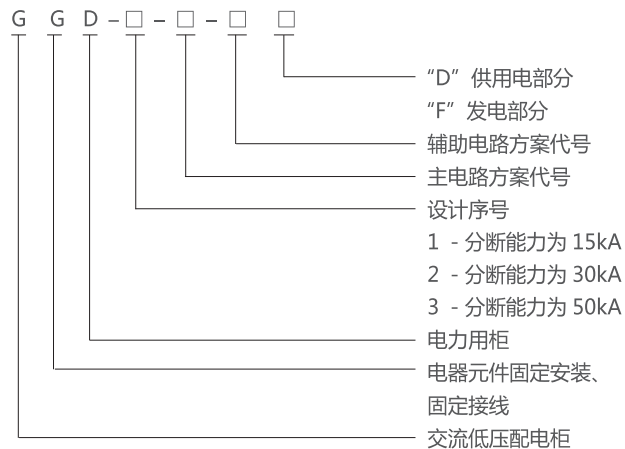 G G D-□-□-□ □
“D”供用电部分
“F”发电部分
辅助电路方案代号
主电路方案代号
设计序号
1 -分断能力为 15kA
2 -分断能力为 30kA
3 -分断能力为 50kA
电力用柜
电器元件固定安装、
固定接线
交流低压配电柜